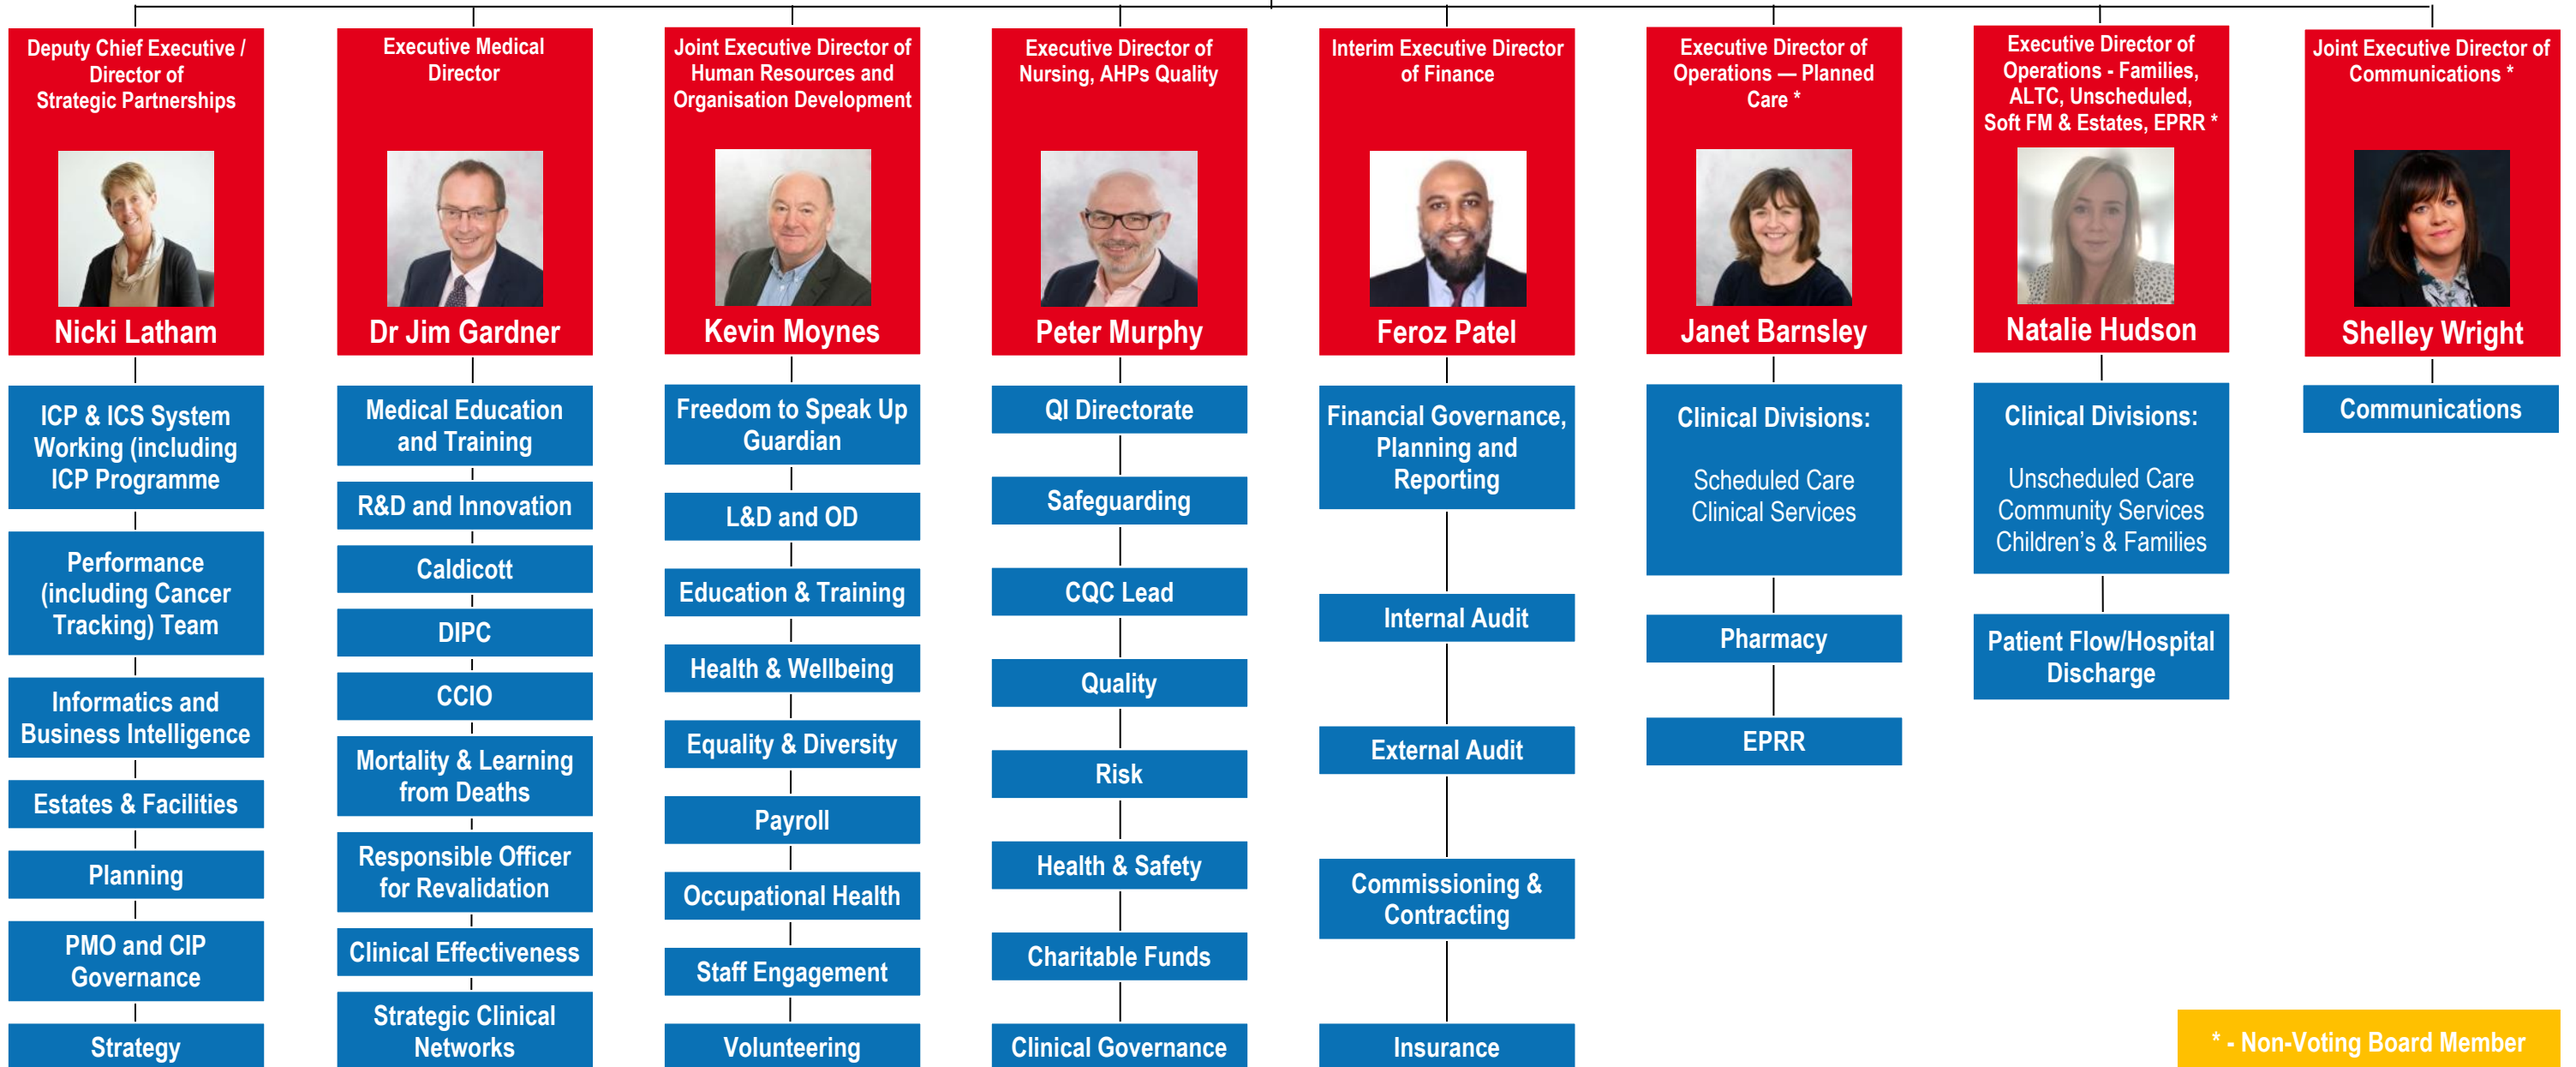 Deputy Chief Executive /
Director of
Strategic Partnerships
Nicki Latham
ICP & ICS System
Working (including
ICP Programme
Performance
(including Cancer
Tracking) Team
Informatics and
Business Intelligence
Estates & Facilities
Planning
PMO and CIP
Governance
Strategy
Executive Medical
Director
Dr Jim Gardner
Medical Education
and Training
R&D and Innovation
Caldicott
DIPC
CCIO
Mortality & Learning
from Deaths
Responsible Officer
for Revalidation
Clinical Effectiveness
Strategic Clinical
Networks
Joint Executive Director of
Human Resources and
Organisation Development
Kevin Moynes
Freedom to Speak Up
Guardian
L&D and OD
Education & Training
Health & Wellbeing
Equality & Diversity
Payroll
Occupational Health
Staff Engagement
Volunteering
Executive Director of
Nursing, AHPs Quality
Peter Murphy
QI Directorate
Safeguarding
CQC Lead
Quality
Risk
Health & Safety
Charitable Funds
Clinical Governance
Interim Executive Director
of Finance
Feroz Patel
Financial Governance,
Planning and
Reporting
Internal Audit
External Audit
Commissioning &
Contracting
Insurance
Executive Director of
Operations — Planned
Care *
Janet Barnsley
Clinical Divisions:
Scheduled Care
Clinical Services
Pharmacy
EPRR
Executive Director of
Operations - Families,
ALTC, Unscheduled,
Soft FM & Estates, EPRR *
Natalie Hudson
Clinical Divisions:
Unscheduled Care
Community Services
Children's & Families
Patient Flow/Hospital
Discharge
Joint Executive Director of
Communications *
Shelley Wright
Communications
* - Non-Voting Board Member